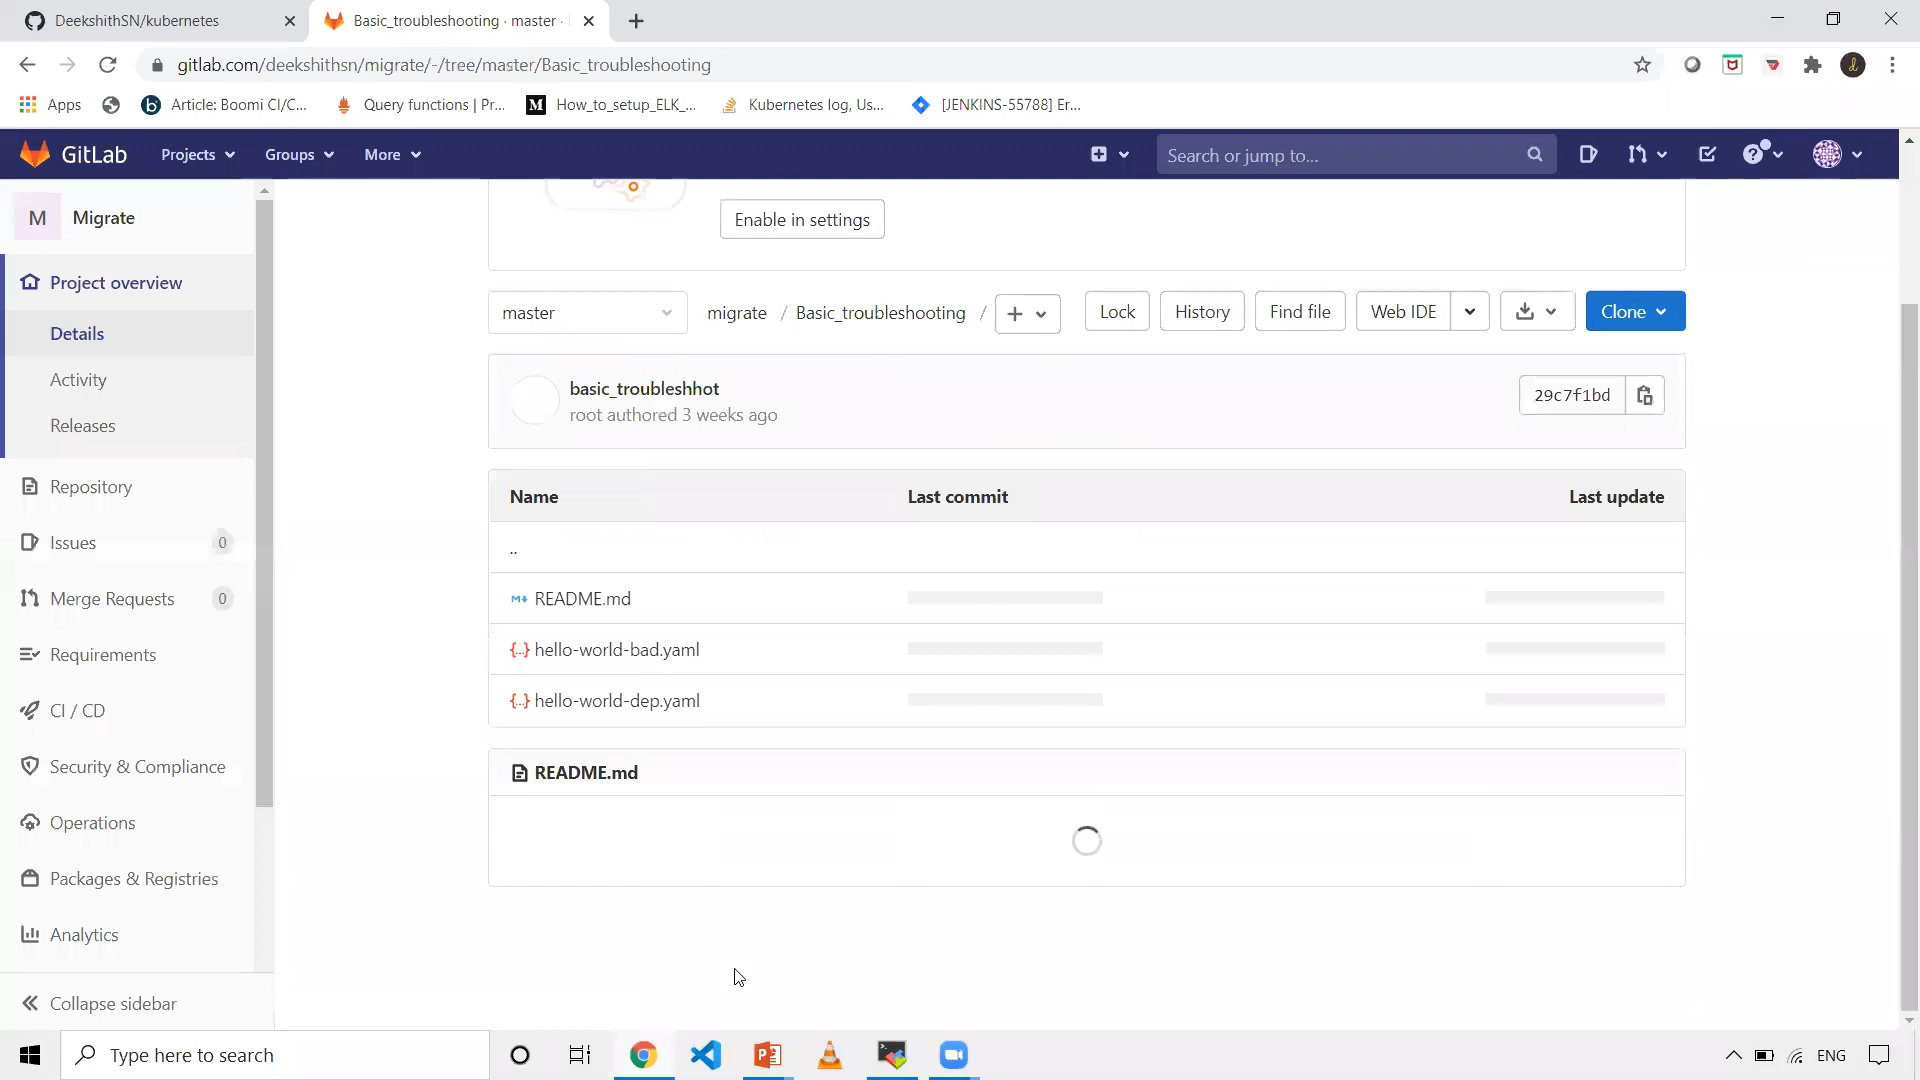 DeekshithSN/kubernetes
Basic_troubleshooting · master ·
gitlab.com/deekshithsn/migrate/-/tree/master/Basic_troubleshooting
d
Apps
Article: Boomi CI/C...
Query functions | Pr...
How_to_setup_ELK_...
Kubernetes log, Us...
[JENKINS-55788] Er...
GitLab
Projects
Groups
More
Search or jump to...
M
Migrate
Project overview
Details
Activity
Releases
Repository
Issues
0
Merge Requests
0
Requirements
CI / CD
Security & Compliance
Operations
Packages & Registries
Analytics
Collapse sidebar
Enable in settings
master
migrate / Basic_troubleshooting /
Lock
History
Find file
Web IDE
Clone
basic_troubleshhot
root authored 3 weeks ago
29c7f1bd
Name
Last commit
Last update
..
README.md
hello-world-bad.yaml
hello-world-dep.yaml
README.md
Type here to search
ENG